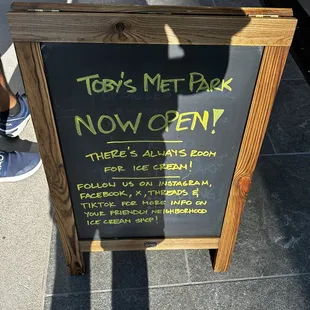 TOBY'S MET PARK
NOW OPEN!
THERE'S ALWAYS ROOM
FOR ICE CREAM!
FOLLOW US ON INSTAGRAM,
FACEBOOK, X, THREADS &
TIKTOK FOR MORE INFO ON
YOUR FRIENDLY NEIGHBORHOOD
ICE CREAM SHOP!